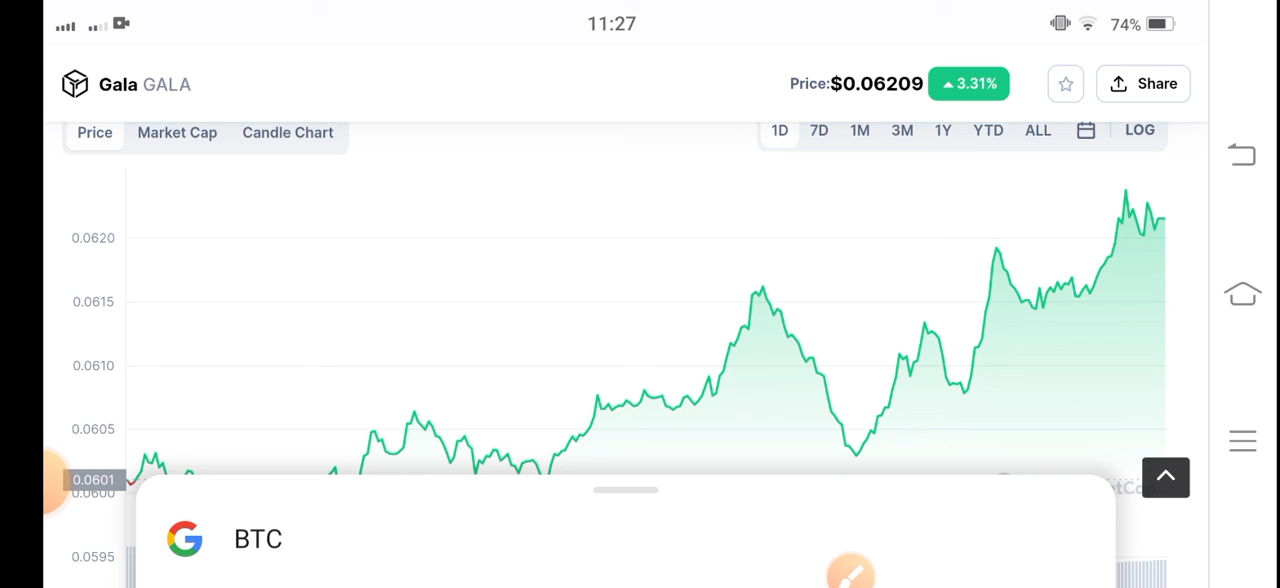 11:27
74%
Gala GALA
Price:$0.06209 3.31%
Share
Price Market Cap Candle Chart
1D 7D 1M 3M 1Y YTD ALL LOG
0.0620
0.0615
0.0610
0.0605
0.0601
0.0600
0.0595
BTC